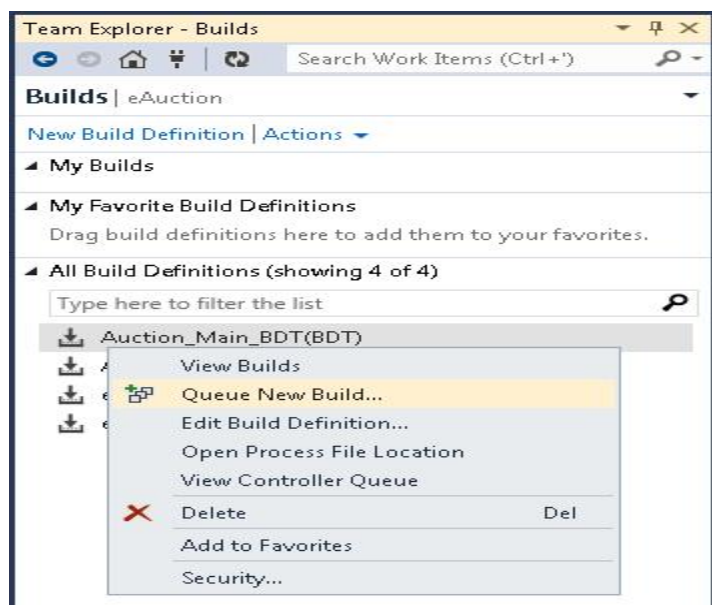 Team Explorer - Builds
Search Work Items (Ctrl+')
Builds | eAuction
New Build Definition | Actions
My Builds
My Favorite Build Definitions
Drag build definitions here to add them to your favorites.
All Build Definitions (showing 4 of 4)
Type here to filter the list
Auction_Main_BDT(BDT)
View Builds
Queue New Build...
Edit Build Definition...
Open Process File Location
View Controller Queue
Delete Del
Add to Favorites
Security...